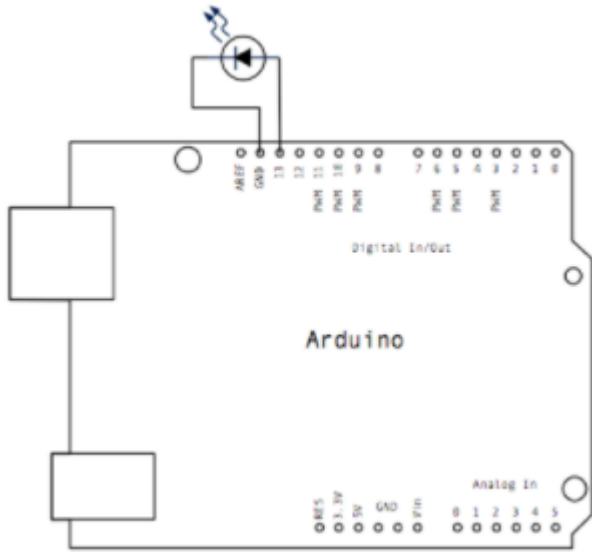 AREF GND 13 12 11 10 9 8 7 6 5 4 3 2 1 0
PWM PWM PWM PWM PWM PWM
Digital In/Out
Arduino
Analog In
RES 3.3V 5V GND Vin 0 1 2 3 4 5